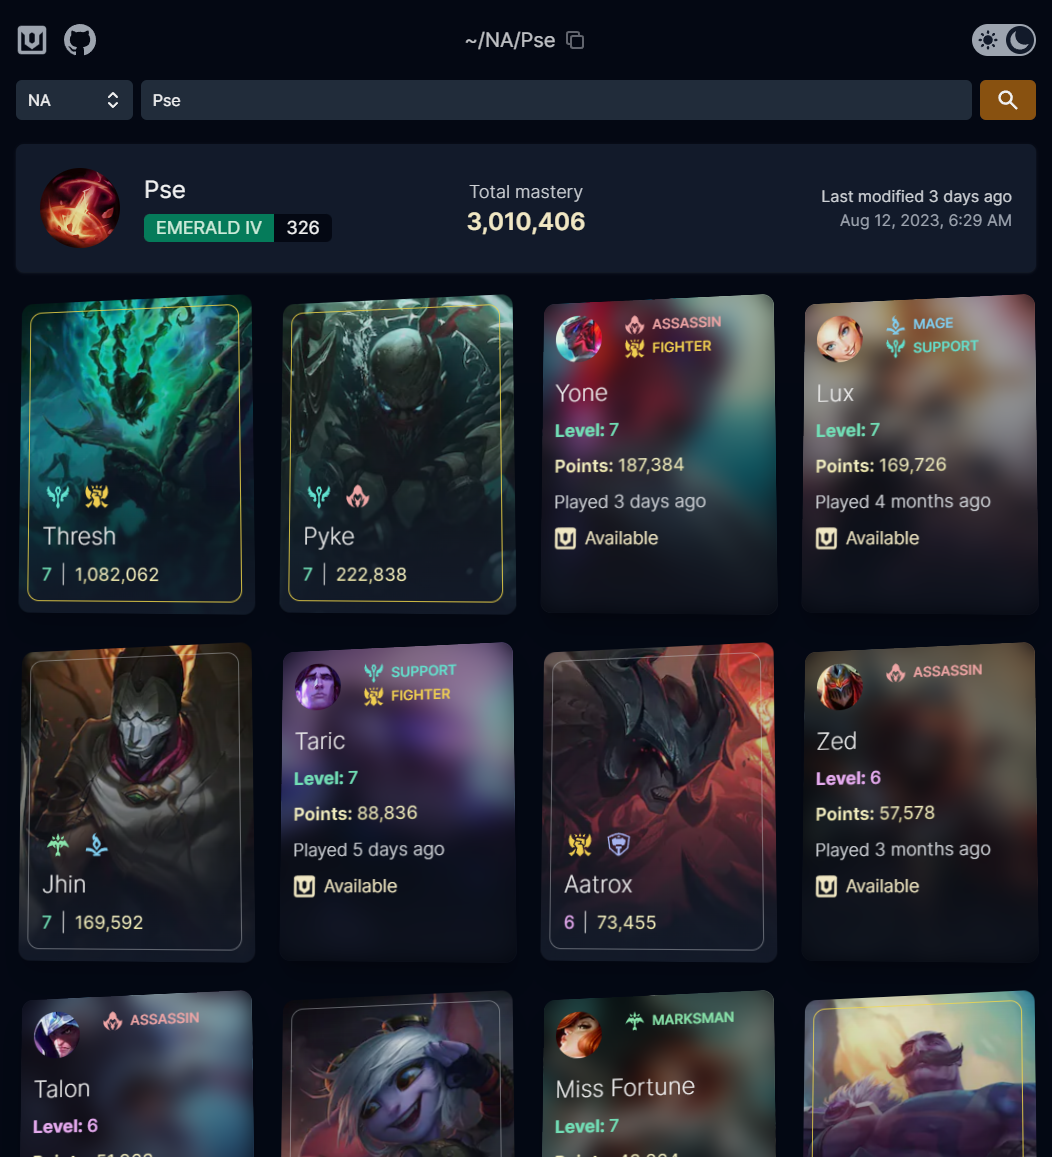 ~/NA/Pse
NA
Pse
Pse
EMERALD IV 326
Total mastery
3,010,406
Last modified 3 days ago
Aug 12, 2023, 6:29 AM
Thresh
7 | 1,082,062
Pyke
7 | 222,838
ASSASSIN
FIGHTER
Yone
Level: 7
Points: 187,384
Played 3 days ago
Available
MAGE
SUPPORT
Lux
Level: 7
Points: 169,726
Played 4 months ago
Available
Jhin
7 | 169,592
SUPPORT
FIGHTER
Taric
Level: 7
Points: 88,836
Played 5 days ago
Available
Aatrox
6 | 73,455
ASSASSIN
Zed
Level: 6
Points: 57,578
Played 3 months ago
Available
ASSASSIN
Talon
Level: 6
MARKSMAN
Miss Fortune
Level: 7